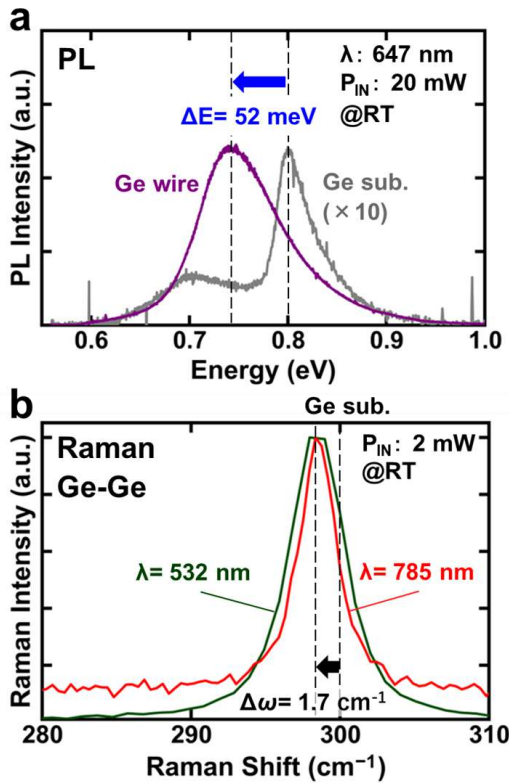 a
PL
λ: 647 nm
P_IN: 20 mW
@RT
ΔE= 52 meV
Ge wire
Ge sub.
(×10)
PL Intensity (a.u.)
0.6 0.7 0.8 0.9 1.0
Energy (eV)
b
Ge sub.
Raman
Ge-Ge
P_IN: 2 mW
@RT
λ= 532 nm
λ= 785 nm
Δω= 1.7 cm⁻¹
Raman Intensity (a.u.)
280 290 300 310
Raman Shift (cm⁻¹)